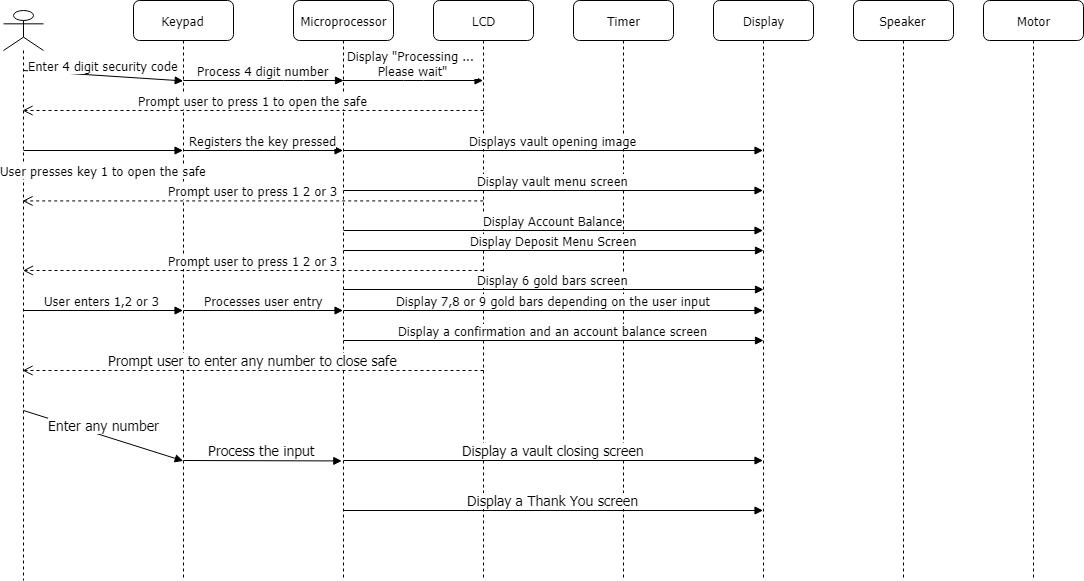 Keypad
Microprocessor
LCD
Timer
Display
Speaker
Motor
Enter 4 digit security code
Process 4 digit number
Display "Processing ...
Please wait"
Prompt user to press 1 to open the safe
Registers the key pressed
Displays vault opening image
User presses key 1 to open the safe
Display vault menu screen
Prompt user to press 1 2 or 3
Display Account Balance
Display Deposit Menu Screen
Prompt user to press 1 2 or 3
Display 6 gold bars screen
User enters 1,2 or 3
Processes user entry
Display 7,8 or 9 gold bars depending on the user input
Display a confirmation and an account balance screen
Prompt user to enter any number to close safe
Enter any number
Process the input
Display a vault closing screen
Display a Thank You screen